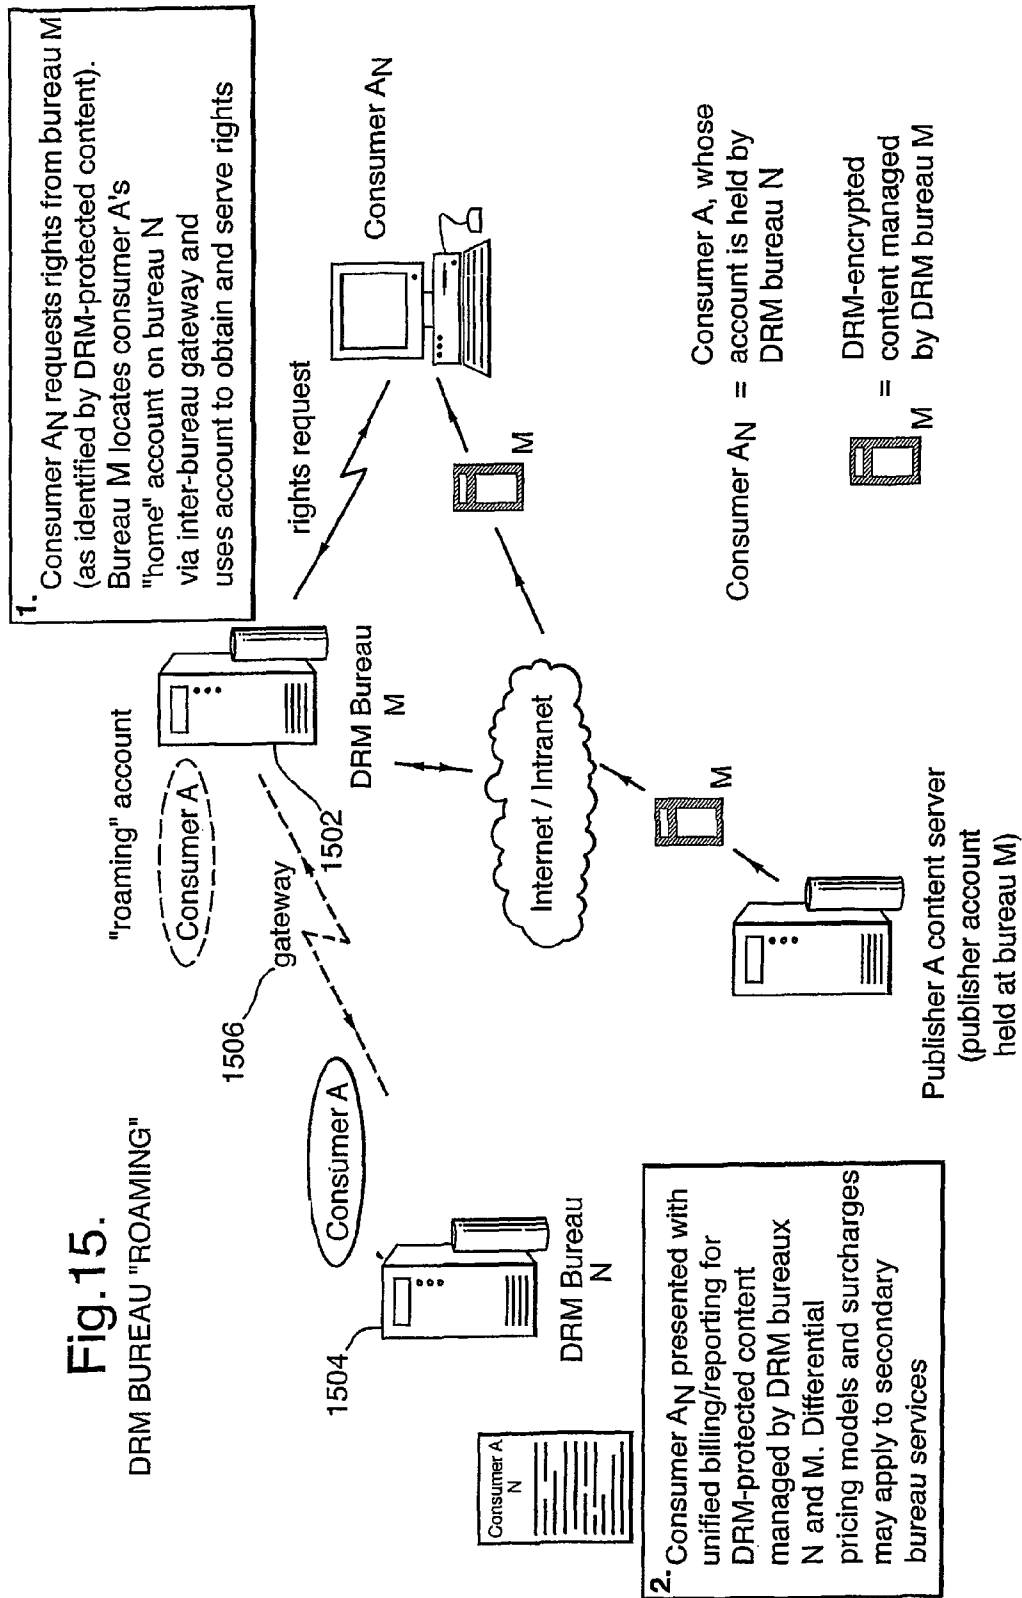 Fig.15.
DRM BUREAU "ROAMING"
1. Consumer AN requests rights from bureau M
(as identified by DRM-protected content).
Bureau M locates consumer A's
"home" account on bureau N
via inter-bureau gateway and
uses account to obtain and serve rights
"roaming" account
Consumer A
1506
gateway
1502
DRM Bureau
M
rights request
Consumer AN
M
Consumer A
1504
DRM Bureau
N
Internet / Intranet
M
Publisher A content server
(publisher account
held at bureau M)
Consumer A
N
2. Consumer AN presented with
unified billing/reporting for
DRM-protected content
managed by DRM bureaux
N and M. Differential
pricing models and surcharges
may apply to secondary
bureau services
Consumer AN = Consumer A, whose
account is held by
DRM bureau N
M = DRM-encrypted
content managed
by DRM bureau M